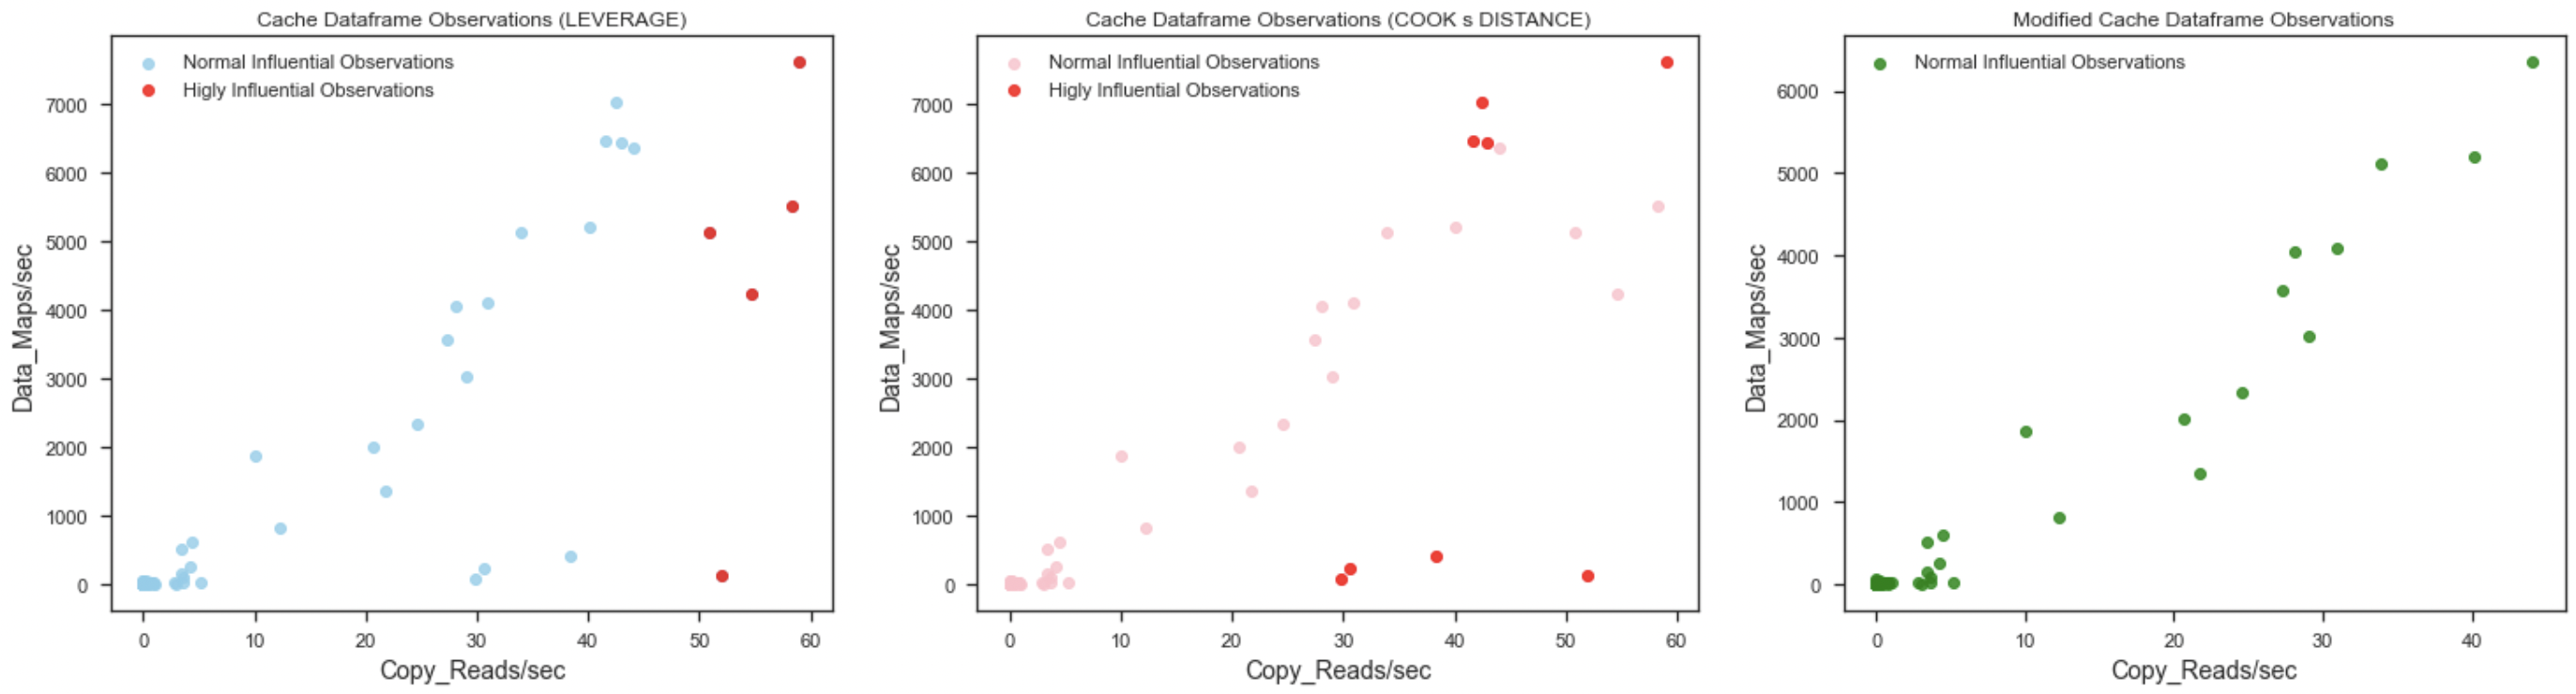 Cache Dataframe Observations (LEVERAGE)
Normal Influential Observations
Higly Influential Observations
7000
6000
5000
4000
3000
2000
1000
0
Data_Maps/sec
0 10 20 30 40 50 60
Copy_Reads/sec
Cache Dataframe Observations (COOK s DISTANCE)
Normal Influential Observations
Higly Influential Observations
7000
6000
5000
4000
3000
2000
1000
0
Data_Maps/sec
0 10 20 30 40 50 60
Copy_Reads/sec
Modified Cache Dataframe Observations
Normal Influential Observations
6000
5000
4000
3000
2000
1000
0
Data_Maps/sec
0 10 20 30 40
Copy_Reads/sec